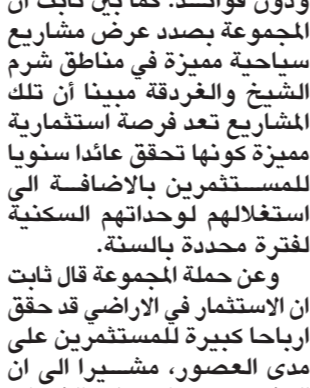 ودون فوائد. كما بين ثابت ان
المجموعة بصدد عرض مشاريع
سياحية مميزة في مناطق شرم
الشيخ والغردقة مبينا أن تلك
المشاريع تعد فرصة استثمارية
مميزة كونها تحقق عائدا سنويا
للمستثمرين بالاضافة الى
استغلالهم لوحداتهم السكنية
لفترة محددة بالسنة.
وعن حملة المجموعة قال ثابت
ان الاستثمار في الاراضي قد حقق
ارباحا كبيرة للمستثمرين على
مدى العصور، مشيرا الى ان